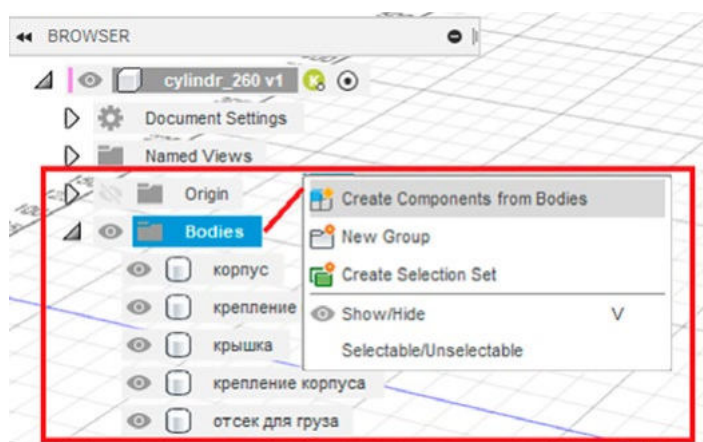 BROWSER
cylindr_260 v1
Document Settings
Named Views
Origin
Create Components from Bodies
Bodies
New Group
корпус
Create Selection Set
крепление
Show/Hide V
крышка
Selectable/Unselectable
крепление корпуса
отсек для груза